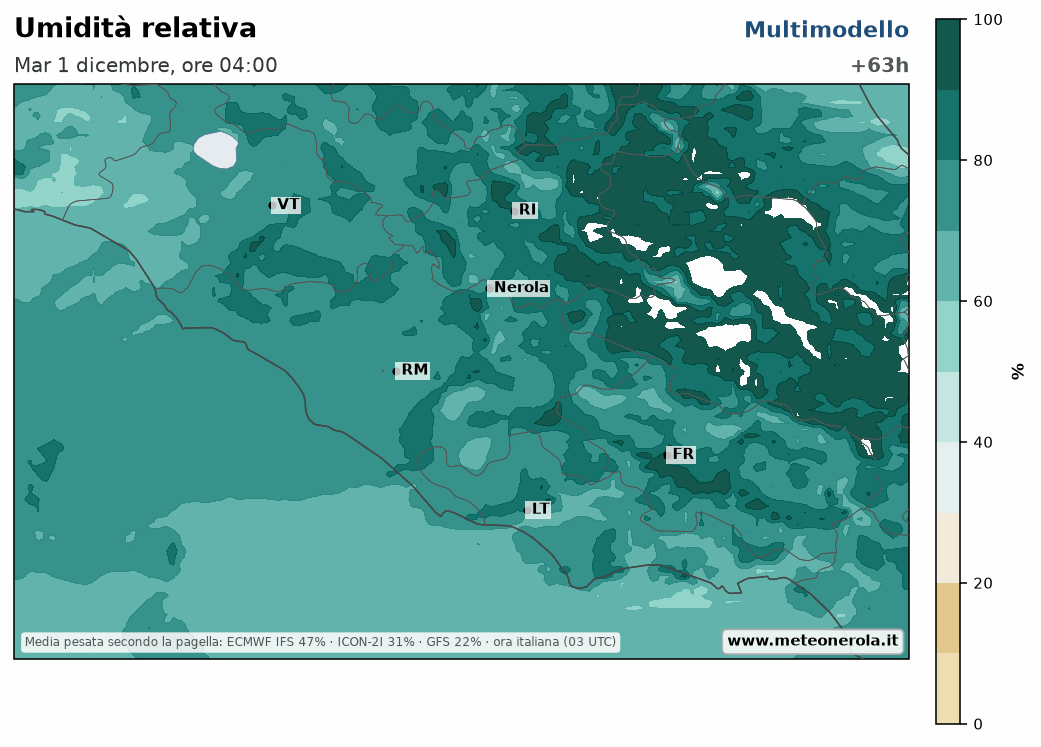 Umidità relativa
Multimodello
Mar 1 dicembre, ore 04:00
+63h
VT
RI
Nerola
RM
FR
LT
Media pesata secondo la pagella: ECMWF IFS 47% · ICON-2I 31% · GFS 22% · ora italiana (03 UTC)
www.meteonerola.it
100
80
60
40
20
0
%